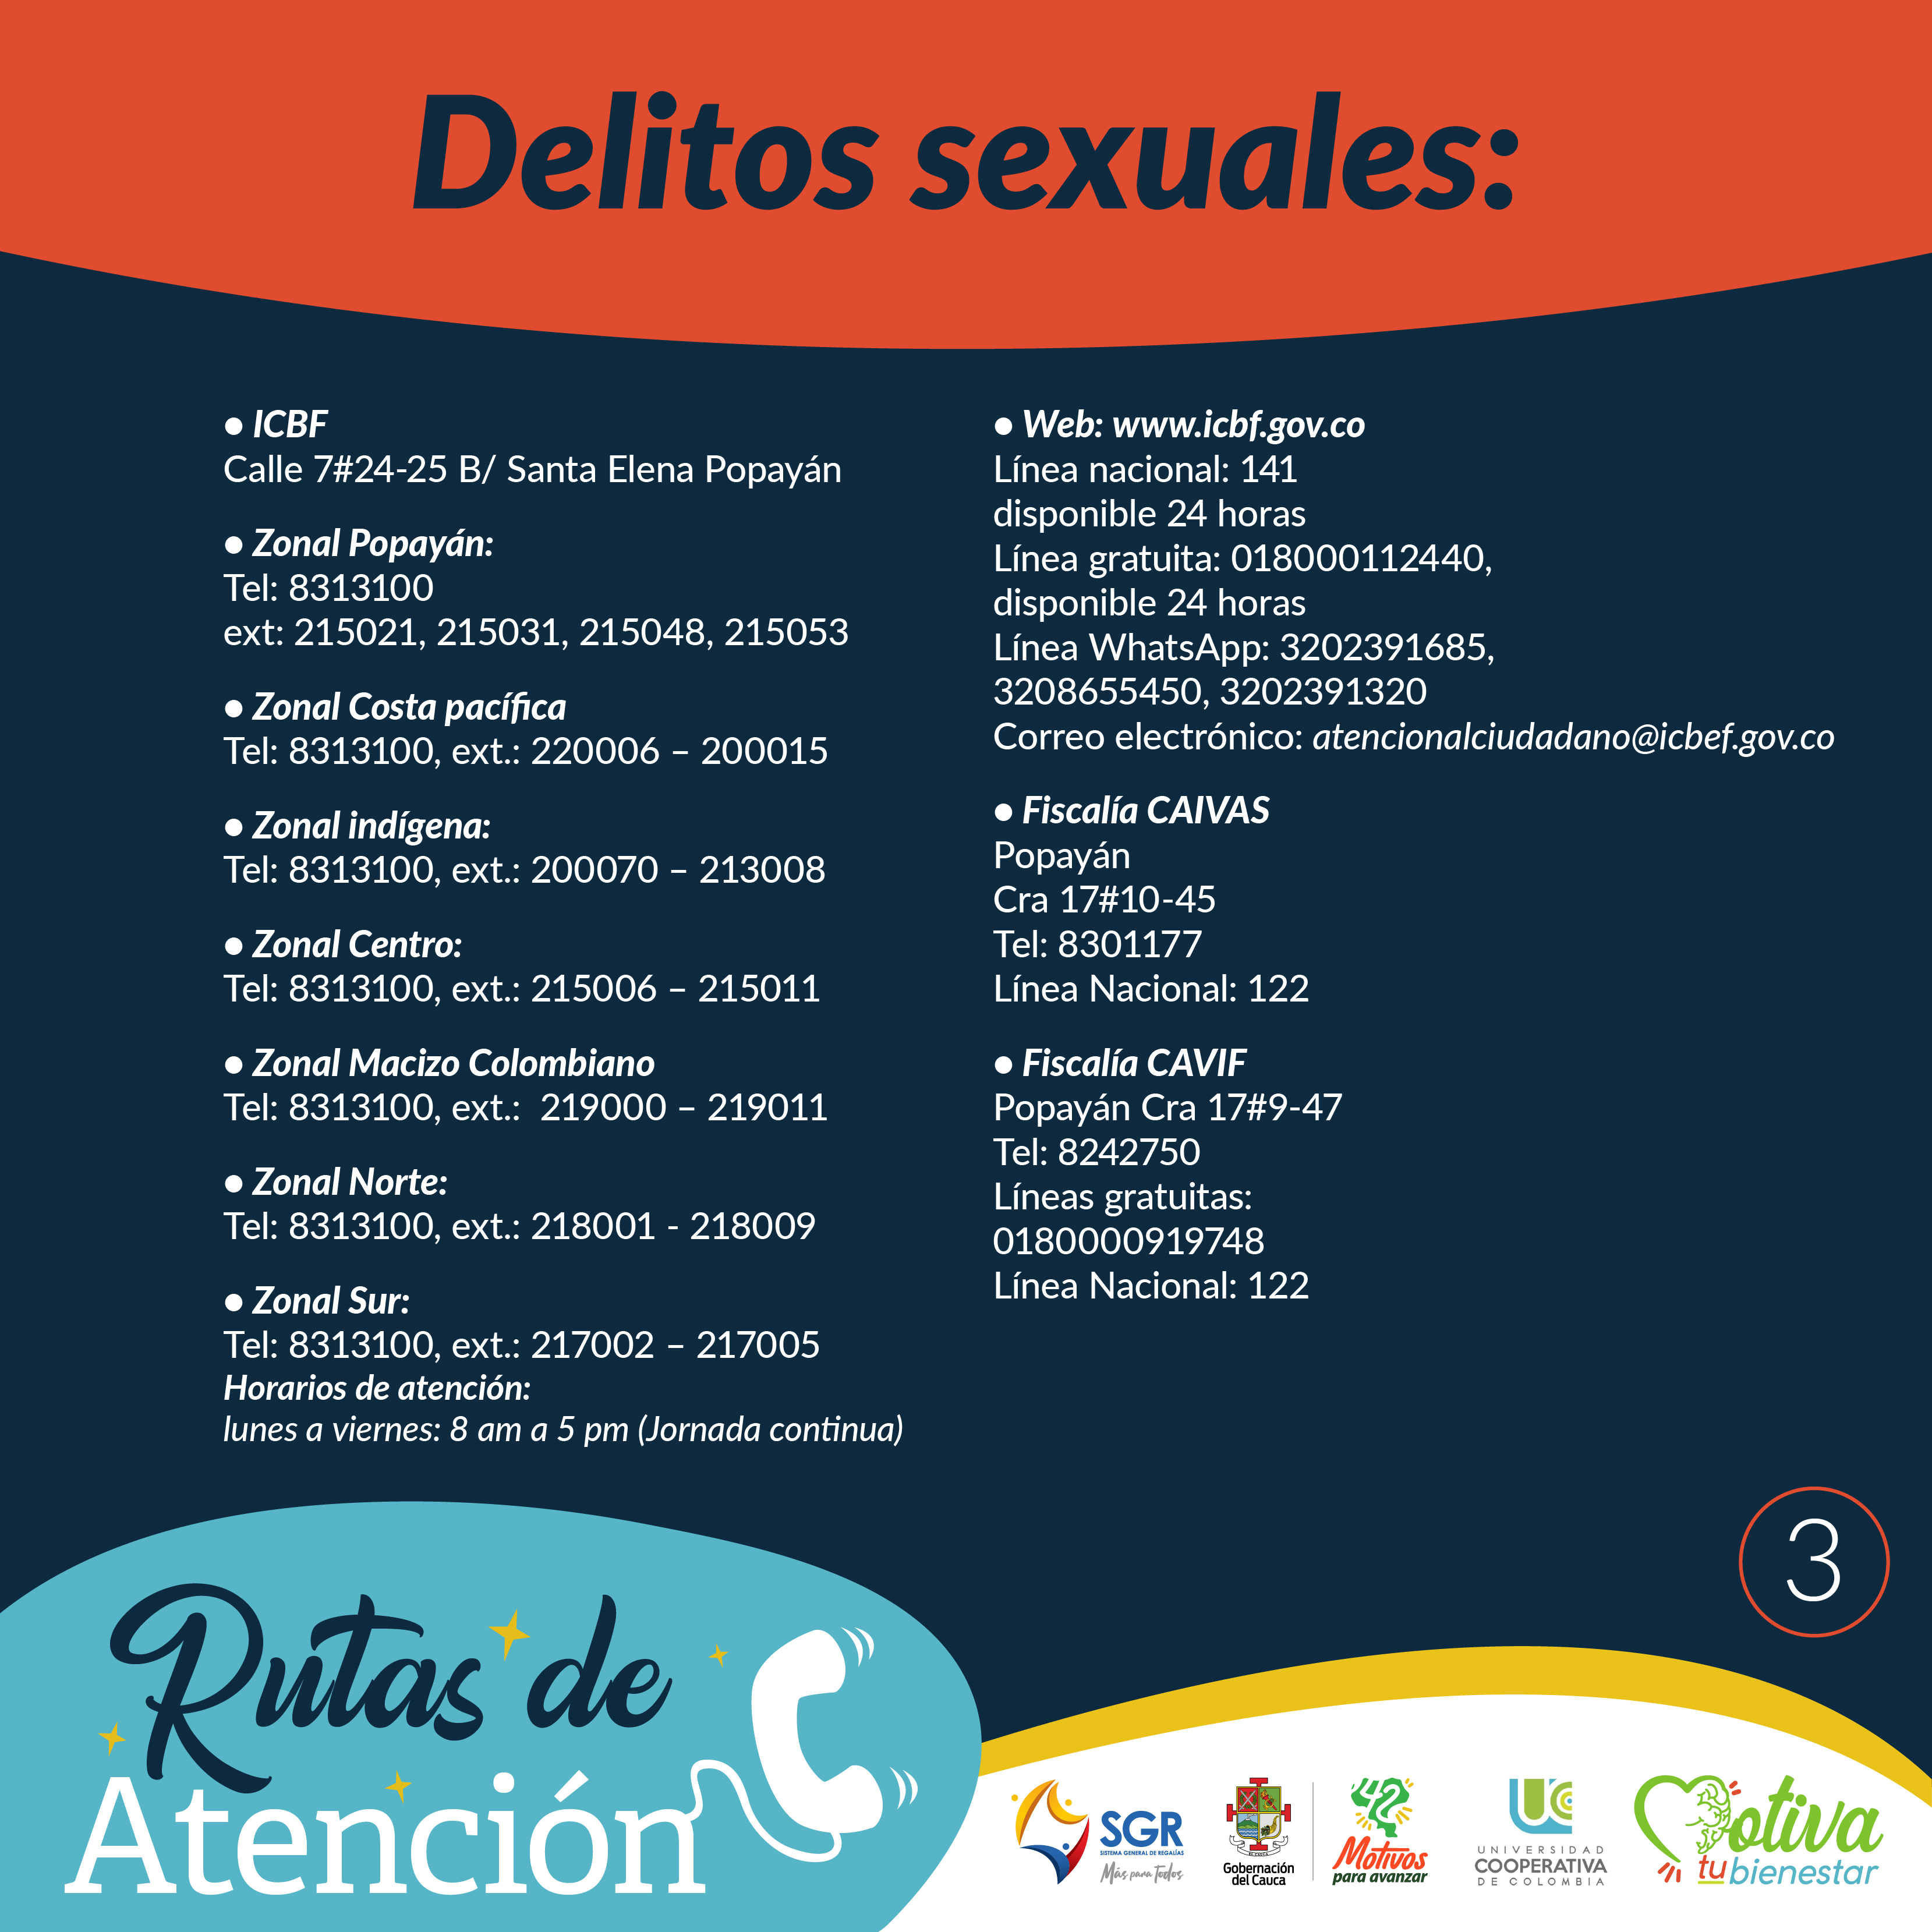 Delitos sexuales:
● ICBF
Calle 7#24-25 B/ Santa Elena Popayán
● Zonal Popayán:
Tel: 8313100
ext: 215021, 215031, 215048, 215053
● Zonal Costa pacífica
Tel: 8313100, ext.: 220006 – 200015
● Zonal indígena:
Tel: 8313100, ext.: 200070 – 213008
● Zonal Centro:
Tel: 8313100, ext.: 215006 – 215011
● Zonal Macizo Colombiano
Tel: 8313100, ext.: 219000 – 219011
● Zonal Norte:
Tel: 8313100, ext.: 218001 - 218009
● Zonal Sur:
Tel: 8313100, ext.: 217002 – 217005
Horarios de atención:
lunes a viernes: 8 am a 5 pm (Jornada continua)
● Web: www.icbf.gov.co
Línea nacional: 141
disponible 24 horas
Línea gratuita: 018000112440,
disponible 24 horas
Línea WhatsApp: 3202391685,
3208655450, 3202391320
Correo electrónico: atencionalciudadano@icbef.gov.co
● Fiscalía CAIVAS
Popayán
Cra 17#10-45
Tel: 8301177
Línea Nacional: 122
● Fiscalía CAVIF
Popayán Cra 17#9-47
Tel: 8242750
Líneas gratuitas:
0180000919748
Línea Nacional: 122
3
Rutas de
Atención
SGR
SISTEMA GENERAL DE REGALÍAS
Más para Todos
Gobernación
del Cauca
42
Motivos
para avanzar
UNIVERSIDAD
COOPERATIVA
DE COLOMBIA
Motiva
tu bienestar